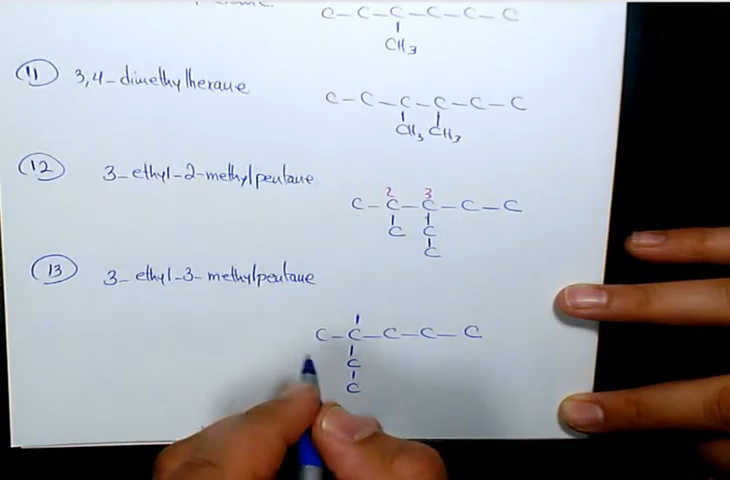 C – C – C – C – C – C
CH3
11 3,4-dimethylhexane
C – C – C – C – C – C
CH3 CH3
12 3-ethyl-2-methylpentane
2 3
C – C – C – C – C
C C
C
13 3-ethyl-3-methylpentane
C – C – C – C – C
C
C